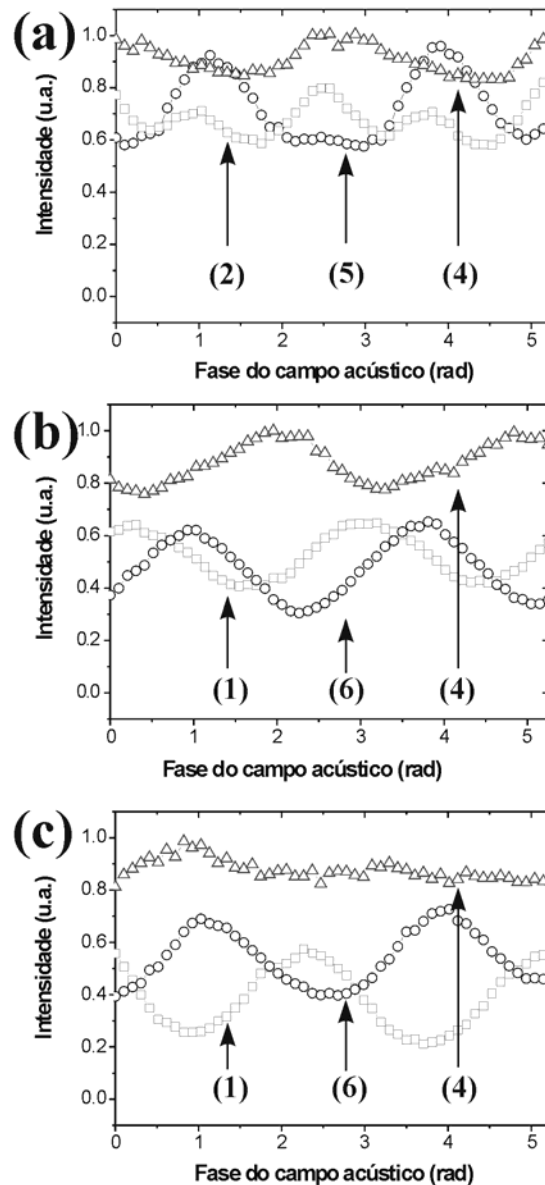 (a)
Intensidade (u.a.)
1.0
0.8
0.6
0.4
0.2
0.0
(2) (5) (4)
0 1 2 3 4 5
Fase do campo acústico (rad)
(b)
Intensidade (u.a.)
1.0
0.8
0.6
0.4
0.2
0.0
(1) (6) (4)
0 1 2 3 4 5
Fase do campo acústico (rad)
(c)
Intensidade (u.a.)
1.0
0.8
0.6
0.4
0.2
0.0
(1) (6) (4)
0 1 2 3 4 5
Fase do campo acústico (rad)